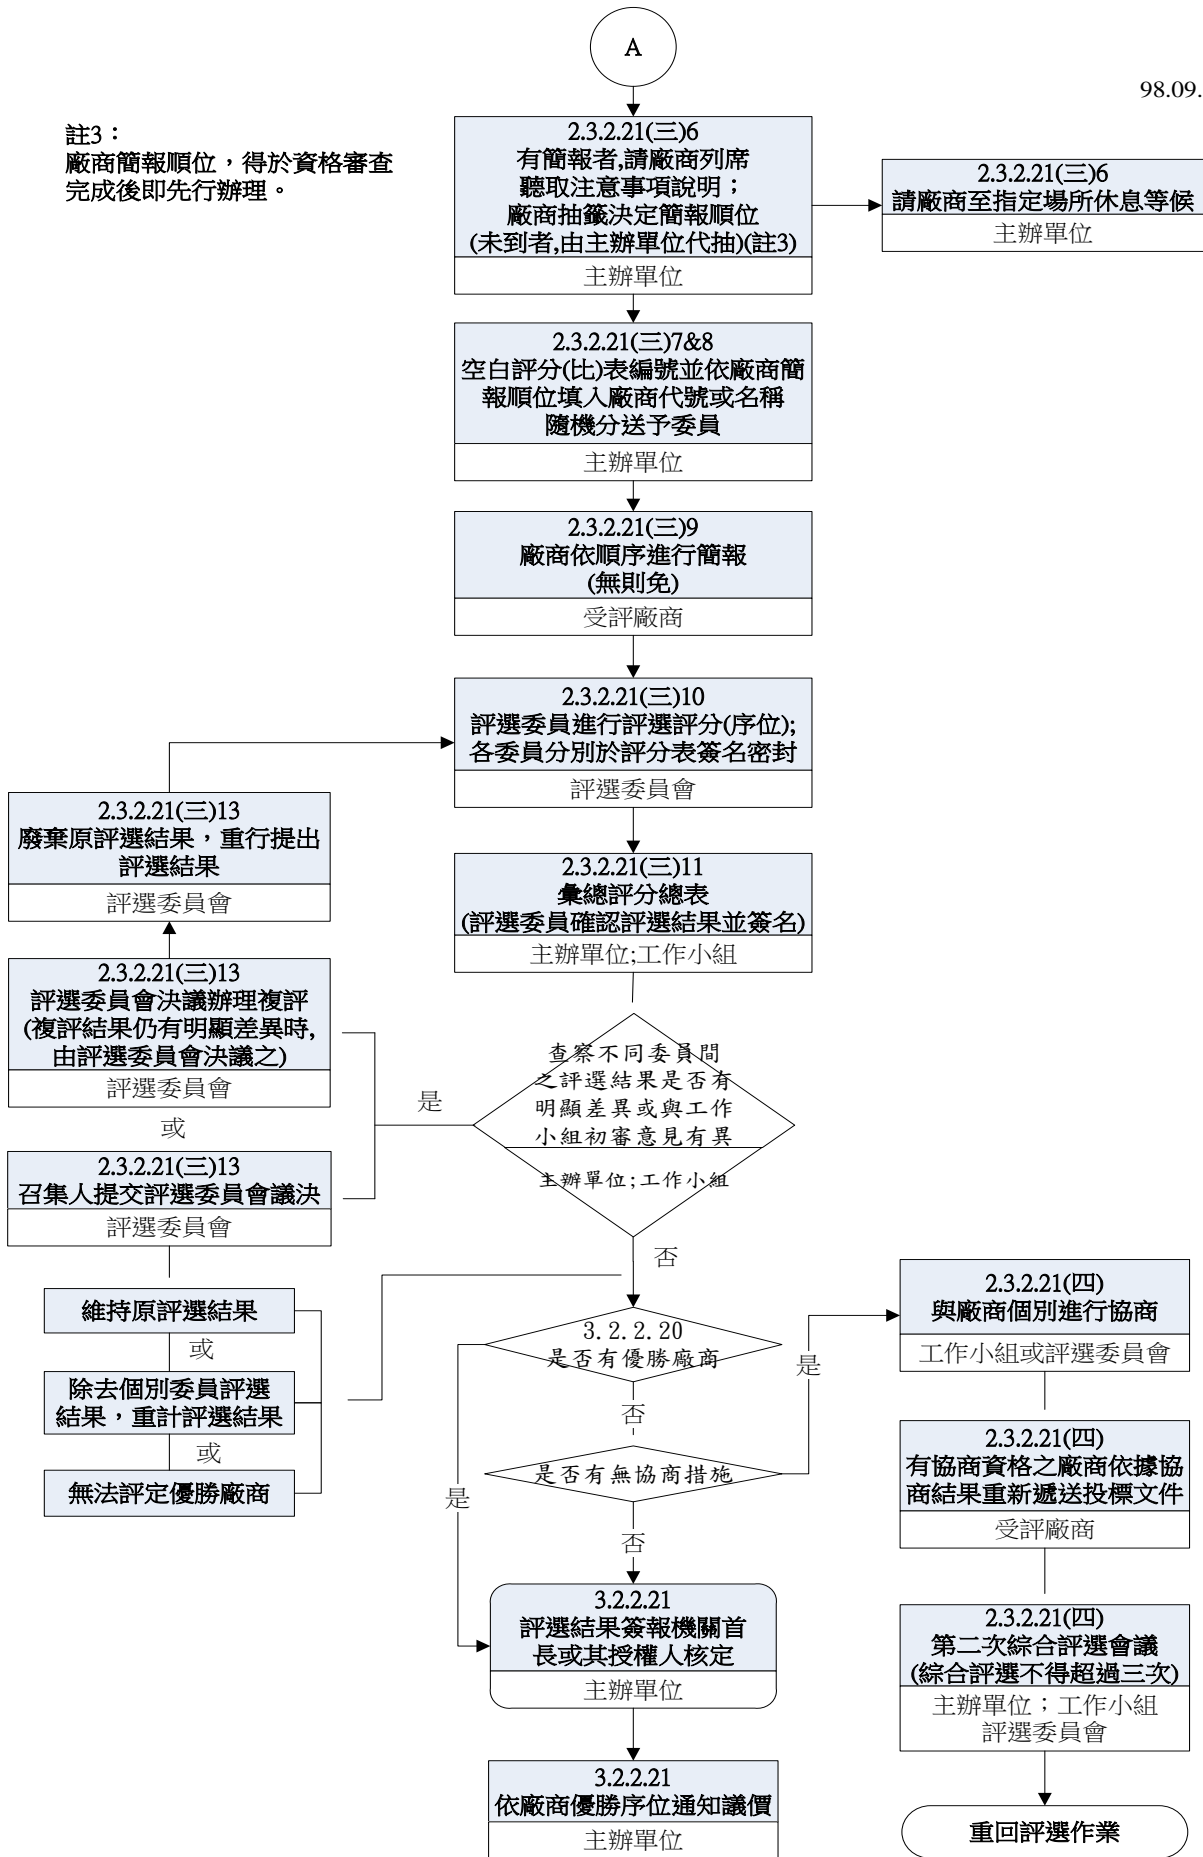 A
98.09.
註3：
廠商簡報順位，得於資格審查
完成後即先行辦理。
2.3.2.21(三)6
有簡報者,請廠商列席
聽取注意事項說明；
廠商抽籤決定簡報順位
(未到者,由主辦單位代抽)(註3)
主辦單位
2.3.2.21(三)6
請廠商至指定場所休息等候
主辦單位
2.3.2.21(三)7&8
空白評分(比)表編號並依廠商簡
報順位填入廠商代號或名稱
隨機分送予委員
主辦單位
2.3.2.21(三)9
廠商依順序進行簡報
(無則免)
受評廠商
2.3.2.21(三)10
評選委員進行評選評分(序位);
各委員分別於評分表簽名密封
評選委員會
2.3.2.21(三)13
廢棄原評選結果，重行提出
評選結果
評選委員會
2.3.2.21(三)11
彙總評分總表
(評選委員確認評選結果並簽名)
主辦單位;工作小組
2.3.2.21(三)13
評選委員會決議辦理複評
(複評結果仍有明顯差異時,
由評選委員會決議之)
評選委員會
或
是
查察不同委員間
之評選結果是否有
明顯差異或與工作
小組初審意見有異
主辦單位;工作小組
2.3.2.21(三)13
召集人提交評選委員會議決
評選委員會
否
維持原評選結果
或
除去個別委員評選
結果，重計評選結果
或
無法評定優勝廠商
3.2.2.20
是否有優勝廠商
是
否
是否有無協商措施
是
否
2.3.2.21(四)
與廠商個別進行協商
工作小組或評選委員會
2.3.2.21(四)
有協商資格之廠商依據協
商結果重新遞送投標文件
受評廠商
3.2.2.21
評選結果簽報機關首
長或其授權人核定
主辦單位
2.3.2.21(四)
第二次綜合評選會議
(綜合評選不得超過三次)
主辦單位；工作小組
評選委員會
3.2.2.21
依廠商優勝序位通知議價
主辦單位
重回評選作業